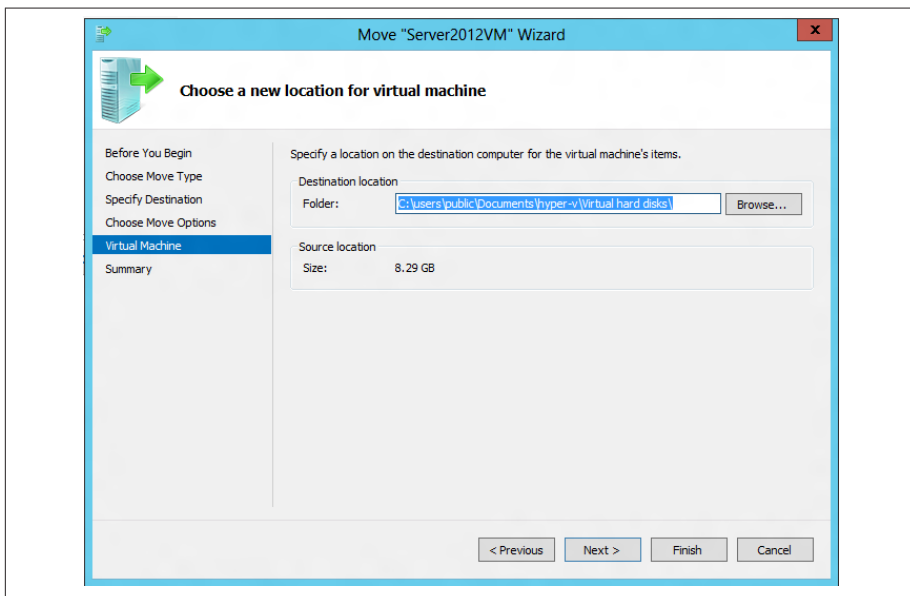 Move "Server2012VM" Wizard
x
Choose a new location for virtual machine
Before You Begin
Choose Move Type
Specify Destination
Choose Move Options
Virtual Machine
Summary
Specify a location on the destination computer for the virtual machine's items.
Destination location
Folder: C:\users\public\Documents\hyper-v\Virtual hard disks\ Browse...
Source location
Size: 8.29 GB
< Previous Next > Finish Cancel